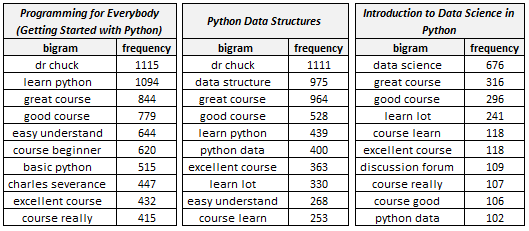 Programming for Everybody
(Getting Started with Python)
bigram frequency
dr chuck 1115
learn python 1094
great course 844
good course 779
easy understand 644
course beginner 620
basic python 515
charles severance 447
excellent course 432
course really 415
Python Data Structures
bigram frequency
dr chuck 1111
data structure 975
great course 964
good course 528
learn python 439
python data 400
excellent course 363
learn lot 330
easy understand 268
course learn 253
Introduction to Data Science in
Python
bigram frequency
data science 676
great course 316
good course 296
learn lot 241
course learn 118
excellent course 118
discussion forum 109
course really 107
course good 106
python data 102